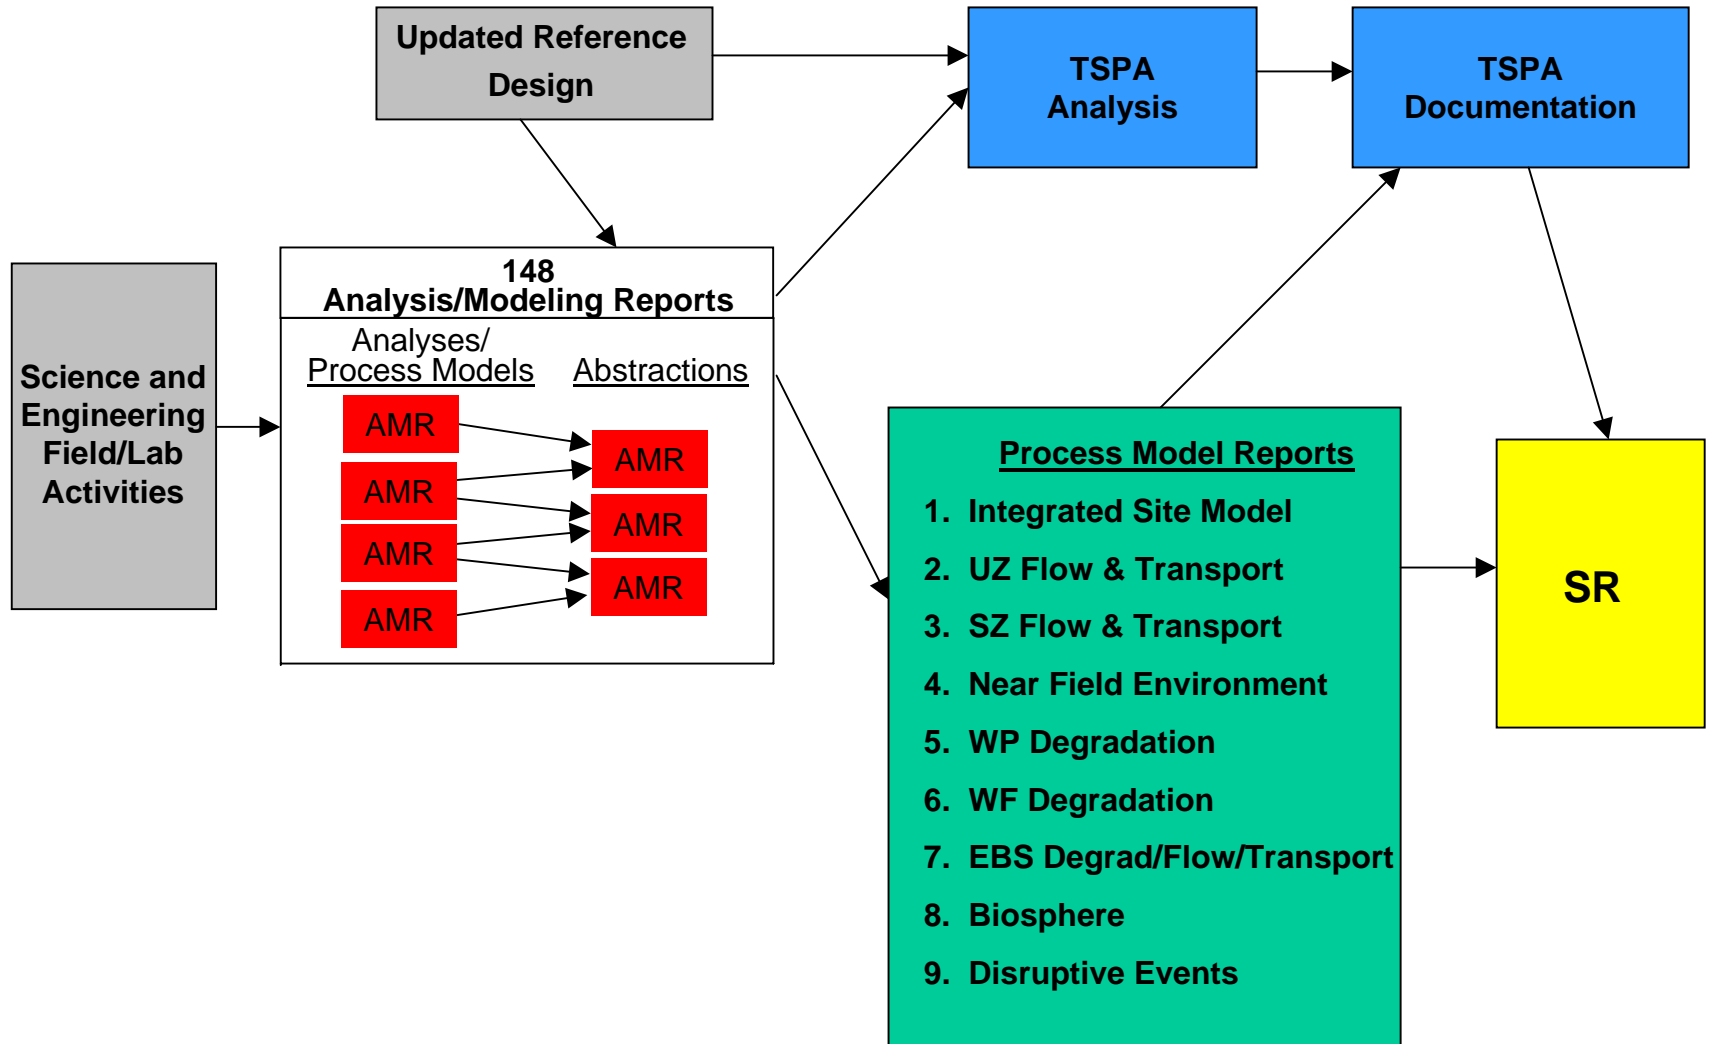 Updated Reference
Design
TSPA
Analysis
TSPA
Documentation
Science and
Engineering
Field/Lab
Activities
148
Analysis/Modeling Reports
Analyses/
Process Models
Abstractions
AMR
AMR
AMR
AMR
AMR
AMR
AMR
Process Model Reports
1. Integrated Site Model
2. UZ Flow & Transport
3. SZ Flow & Transport
4. Near Field Environment
5. WP Degradation
6. WF Degradation
7. EBS Degrad/Flow/Transport
8. Biosphere
9. Disruptive Events
SR